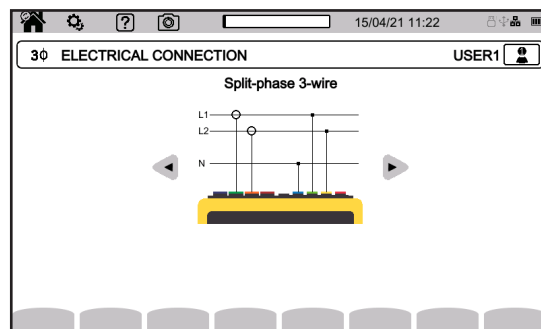 ?
15/04/21 11:22
3Φ ELECTRICAL CONNECTION USER1
Split-phase 3-wire
L1
L2
N